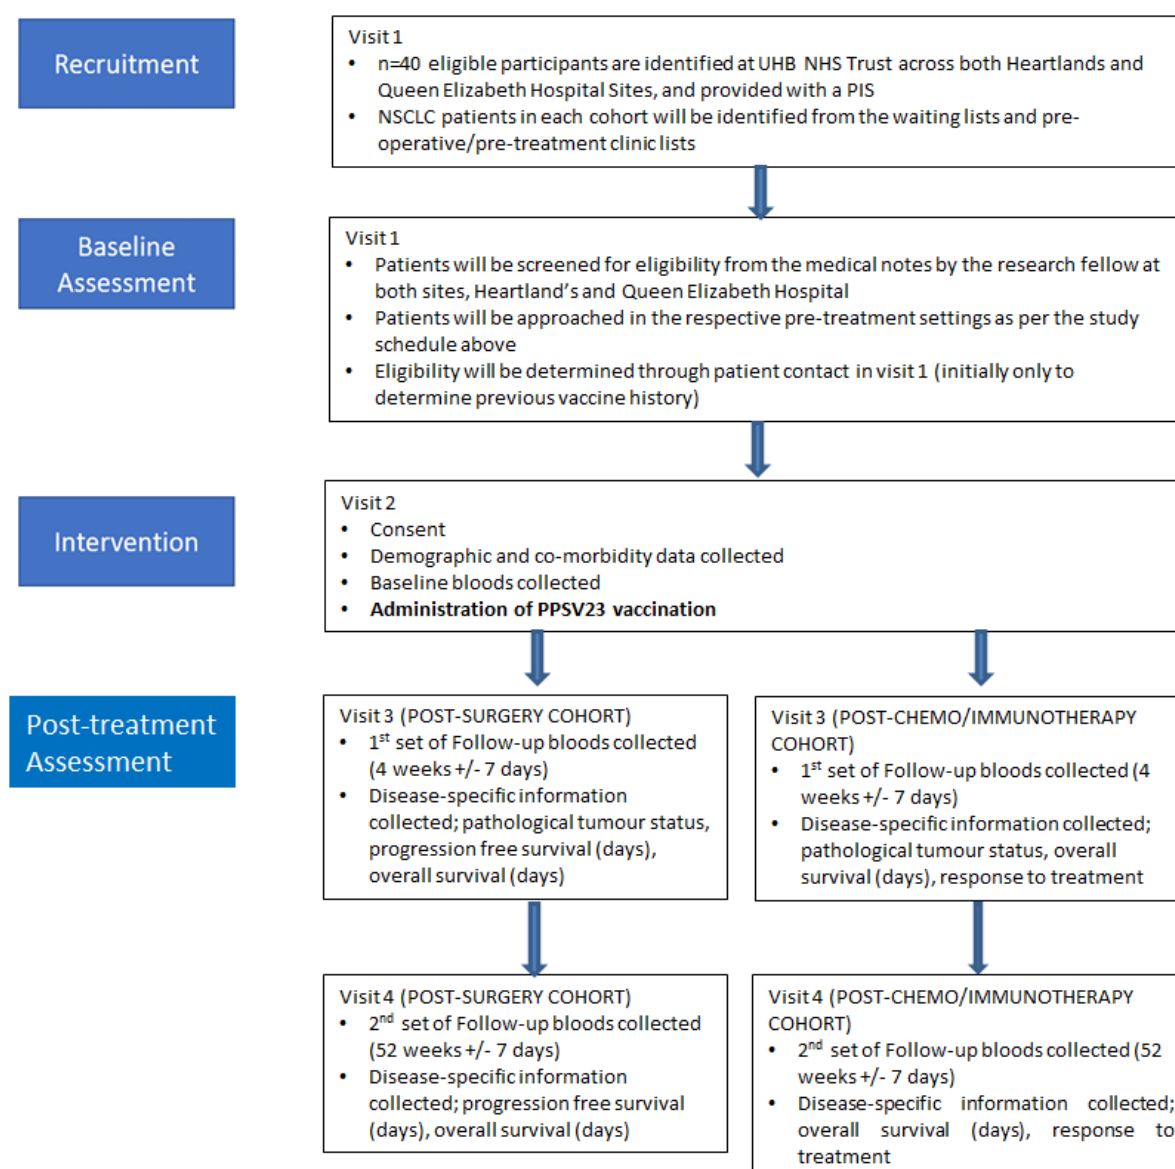 Recruitment
Visit 1
• n=40 eligible participants are identified at UHB NHS Trust across both Heartlands and
Queen Elizabeth Hospital Sites, and provided with a PIS
• NSCLC patients in each cohort will be identified from the waiting lists and pre-
operative/pre-treatment clinic lists
Baseline
Assessment
Visit 1
• Patients will be screened for eligibility from the medical notes by the research fellow at
both sites, Heartland's and Queen Elizabeth Hospital
• Patients will be approached in the respective pre-treatment settings as per the study
schedule above
• Eligibility will be determined through patient contact in visit 1 (initially only to
determine previous vaccine history)
Intervention
Visit 2
• Consent
• Demographic and co-morbidity data collected
• Baseline bloods collected
• Administration of PPSV23 vaccination
Post-treatment
Assessment
Visit 3 (POST-SURGERY COHORT)
• 1st set of Follow-up bloods collected
(4 weeks +/- 7 days)
• Disease-specific information
collected; pathological tumour status,
progression free survival (days),
overall survival (days)
Visit 3 (POST-CHEMO/IMMUNOTHERAPY
COHORT)
• 1st set of Follow-up bloods collected (4
weeks +/- 7 days)
• Disease-specific information collected;
pathological tumour status, overall
survival (days), response to treatment
Visit 4 (POST-SURGERY COHORT)
• 2nd set of Follow-up bloods collected
(52 weeks +/- 7 days)
• Disease-specific information
collected; progression free survival
(days), overall survival (days)
Visit 4 (POST-CHEMO/IMMUNOTHERAPY
COHORT)
• 2nd set of Follow-up bloods collected (52
weeks +/- 7 days)
• Disease-specific information collected;
overall survival (days), response to
treatment